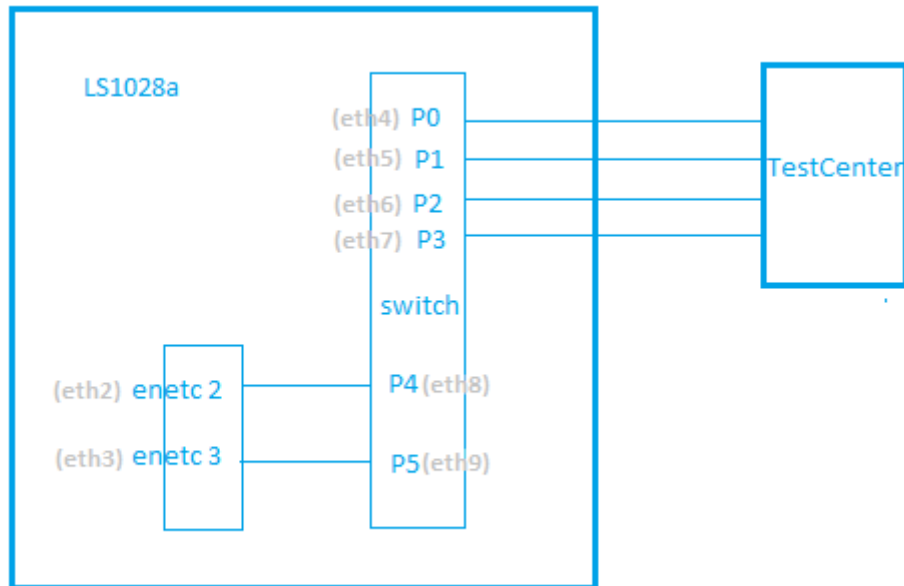 LS1028a
(eth4) P0
(eth5) P1
TestCenter
(eth6) P2
(eth7) P3
switch
(eth2) enetc 2
P4(eth8)
(eth3) enetc 3
P5(eth9)